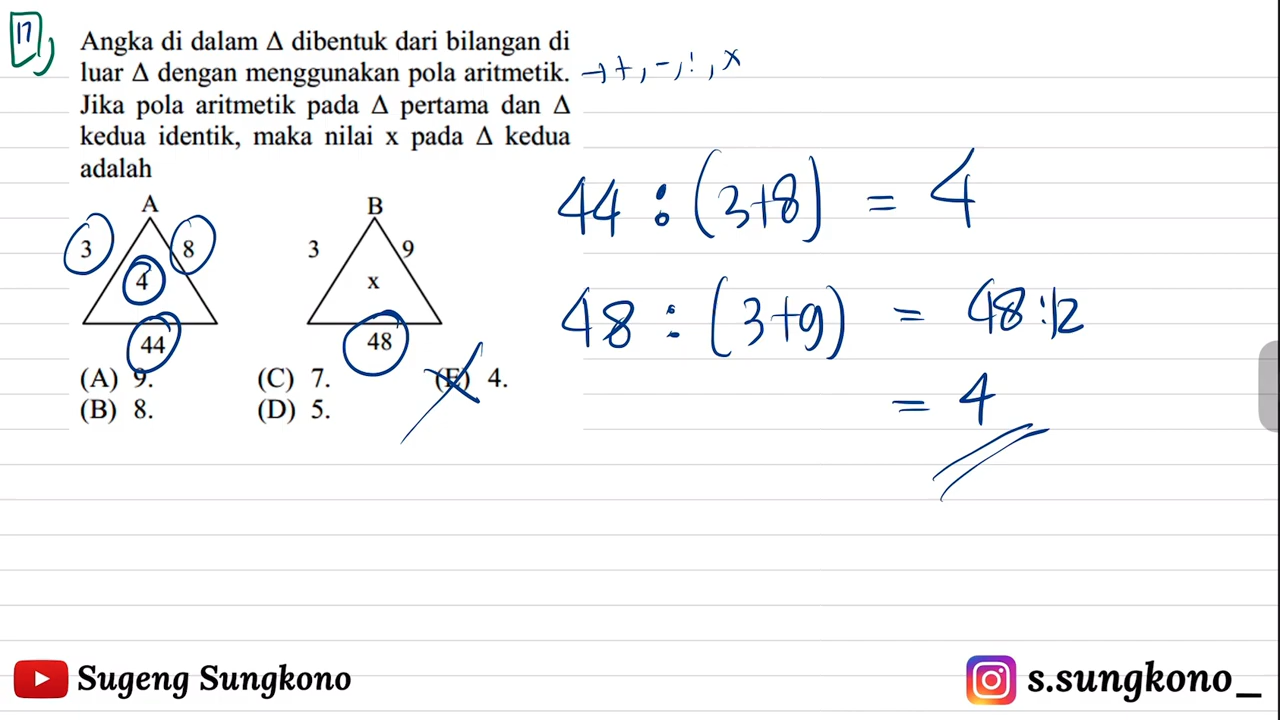 17
Angka di dalam Δ dibentuk dari bilangan di
luar Δ dengan menggunakan pola aritmetik. → +, -, :, x
Jika pola aritmetik pada Δ pertama dan Δ
kedua identik, maka nilai x pada Δ kedua
adalah
A B
3 8 3 9
4 x
44 48
(A) 9. (C) 7. (E) 4.
(B) 8. (D) 5.
44 : (3+8) = 4
48 : (3+9) = 48:12
= 4
Sugeng Sungkono
s.sungkono_